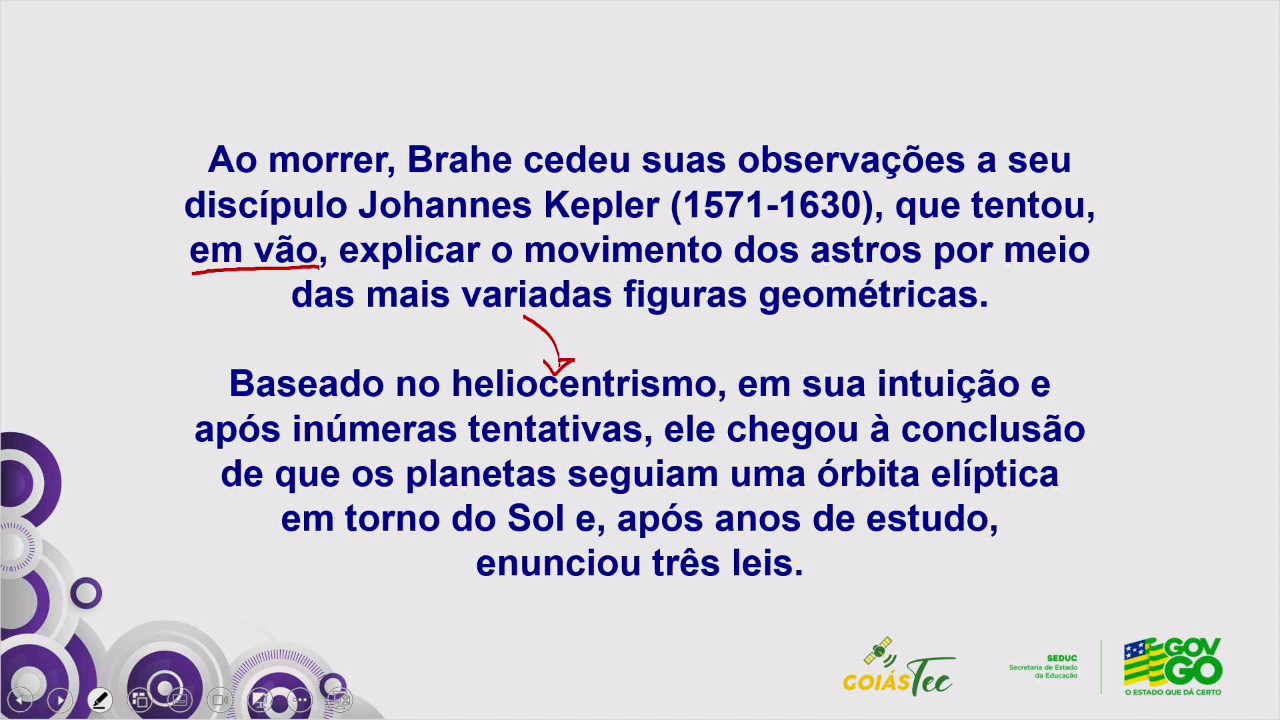 Ao morrer, Brahe cedeu suas observações a seu
discípulo Johannes Kepler (1571-1630), que tentou,
em vão, explicar o movimento dos astros por meio
das mais variadas figuras geométricas.
Baseado no heliocentrismo, em sua intuição e
após inúmeras tentativas, ele chegou à conclusão
de que os planetas seguiam uma órbita elíptica
em torno do Sol e, após anos de estudo,
enunciou três leis.
GOIÁSTec
SEDUC
Secretaria de Estado
da Educação
GOV
GO
O ESTADO QUE DÁ CERTO